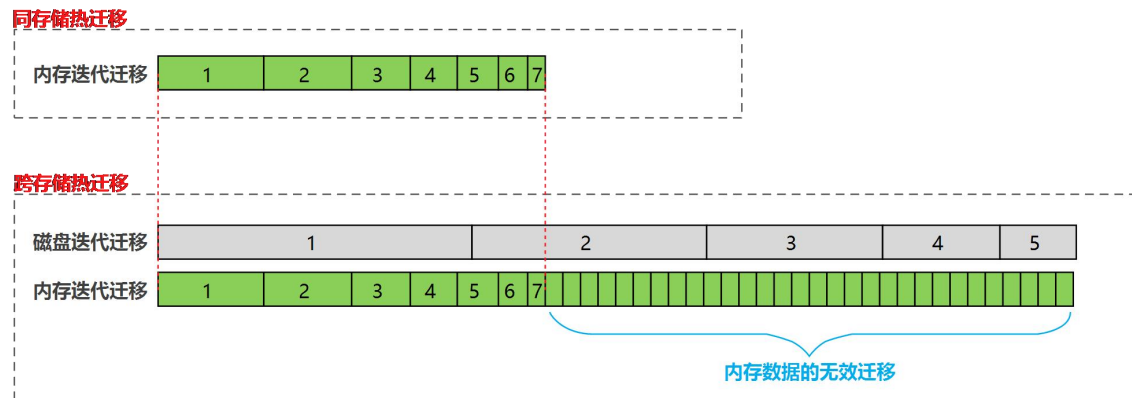 同存储热迁移
内存迭代迁移 1 2 3 4 5 6 7
跨存储热迁移
磁盘迭代迁移 1 2 3 4 5
内存迭代迁移 1 2 3 4 5 6 7
内存数据的无效迁移